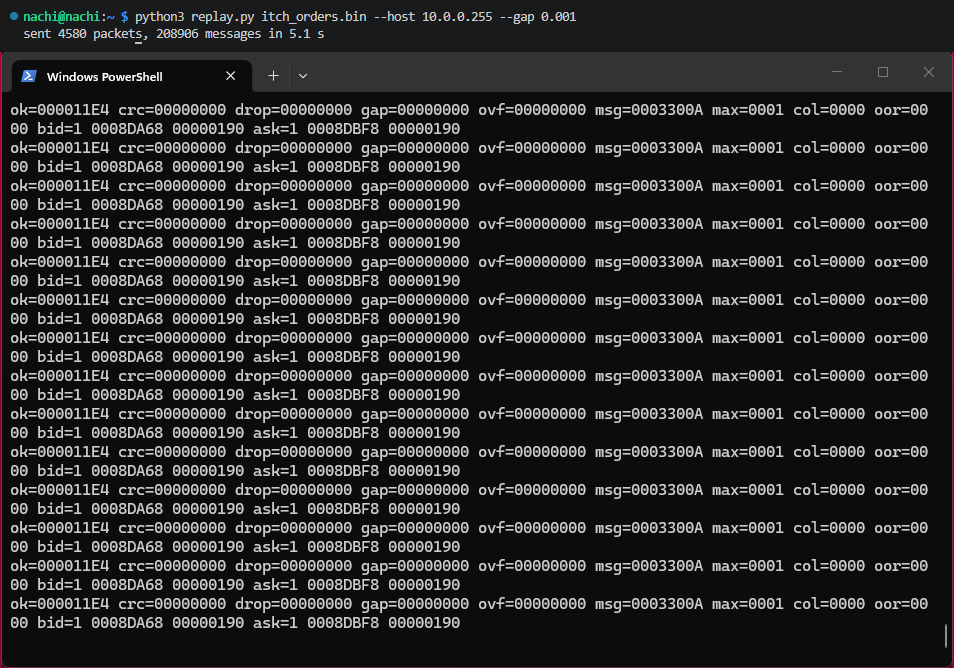 nachi@nachi:~ $ python3 replay.py itch_orders.bin --host 10.0.0.255 --gap 0.001
sent 4580 packets, 208906 messages in 5.1 s
Windows PowerShell
ok=000011E4 crc=00000000 drop=00000000 gap=00000000 ovf=00000000 msg=0003300A max=0001 col=0000 oor=00
00 bid=1 0008DA68 00000190 ask=1 0008DBF8 00000190
ok=000011E4 crc=00000000 drop=00000000 gap=00000000 ovf=00000000 msg=0003300A max=0001 col=0000 oor=00
00 bid=1 0008DA68 00000190 ask=1 0008DBF8 00000190
ok=000011E4 crc=00000000 drop=00000000 gap=00000000 ovf=00000000 msg=0003300A max=0001 col=0000 oor=00
00 bid=1 0008DA68 00000190 ask=1 0008DBF8 00000190
ok=000011E4 crc=00000000 drop=00000000 gap=00000000 ovf=00000000 msg=0003300A max=0001 col=0000 oor=00
00 bid=1 0008DA68 00000190 ask=1 0008DBF8 00000190
ok=000011E4 crc=00000000 drop=00000000 gap=00000000 ovf=00000000 msg=0003300A max=0001 col=0000 oor=00
00 bid=1 0008DA68 00000190 ask=1 0008DBF8 00000190
ok=000011E4 crc=00000000 drop=00000000 gap=00000000 ovf=00000000 msg=0003300A max=0001 col=0000 oor=00
00 bid=1 0008DA68 00000190 ask=1 0008DBF8 00000190
ok=000011E4 crc=00000000 drop=00000000 gap=00000000 ovf=00000000 msg=0003300A max=0001 col=0000 oor=00
00 bid=1 0008DA68 00000190 ask=1 0008DBF8 00000190
ok=000011E4 crc=00000000 drop=00000000 gap=00000000 ovf=00000000 msg=0003300A max=0001 col=0000 oor=00
00 bid=1 0008DA68 00000190 ask=1 0008DBF8 00000190
ok=000011E4 crc=00000000 drop=00000000 gap=00000000 ovf=00000000 msg=0003300A max=0001 col=0000 oor=00
00 bid=1 0008DA68 00000190 ask=1 0008DBF8 00000190
ok=000011E4 crc=00000000 drop=00000000 gap=00000000 ovf=00000000 msg=0003300A max=0001 col=0000 oor=00
00 bid=1 0008DA68 00000190 ask=1 0008DBF8 00000190
ok=000011E4 crc=00000000 drop=00000000 gap=00000000 ovf=00000000 msg=0003300A max=0001 col=0000 oor=00
00 bid=1 0008DA68 00000190 ask=1 0008DBF8 00000190
ok=000011E4 crc=00000000 drop=00000000 gap=00000000 ovf=00000000 msg=0003300A max=0001 col=0000 oor=00
00 bid=1 0008DA68 00000190 ask=1 0008DBF8 00000190
ok=000011E4 crc=00000000 drop=00000000 gap=00000000 ovf=00000000 msg=0003300A max=0001 col=0000 oor=00
00 bid=1 0008DA68 00000190 ask=1 0008DBF8 00000190
ok=000011E4 crc=00000000 drop=00000000 gap=00000000 ovf=00000000 msg=0003300A max=0001 col=0000 oor=00
00 bid=1 0008DA68 00000190 ask=1 0008DBF8 00000190